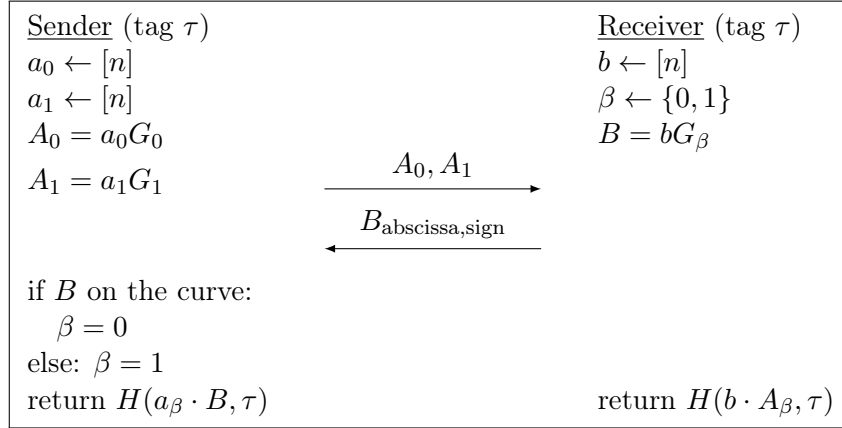 Sender (tag τ)
a₀ ← [n]
a₁ ← [n]
A₀ = a₀G₀
A₁ = a₁G₁
Receiver (tag τ)
b ← [n]
β ← {0, 1}
B = bG_β
A₀, A₁
B_abscissa,sign
if B on the curve:
β = 0
else: β = 1
return H(a_β · B, τ)
return H(b · A_β, τ)